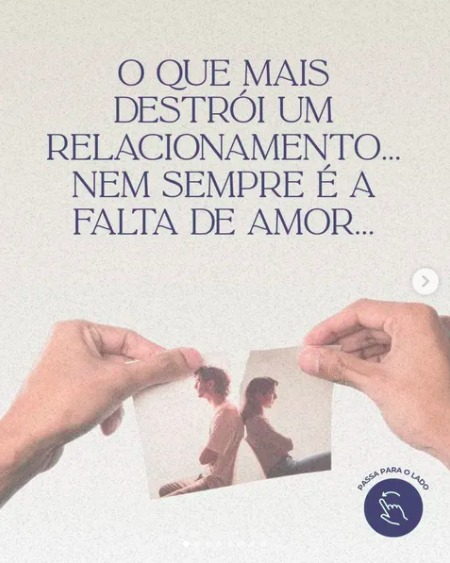 O QUE MAIS
DESTRÓI UM
RELACIONAMENTO...
NEM SEMPRE É A
FALTA DE AMOR...
PASSA PARA O LADO